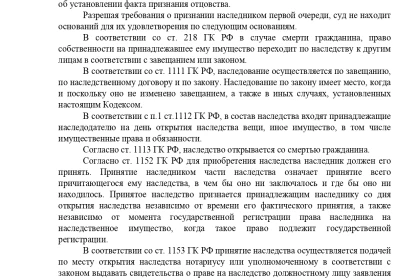 об установлении факта признания отцовства.
Разрешая требования о признании наследником первой очереди, суд не находит
оснований для их удовлетворения по следующим основаниям.
В соответствии со ст. 218 ГК РФ в случае смерти гражданина, право
собственности на принадлежавшее ему имущество переходит по наследству к другим
лицам в соответствии с завещанием или законом.
В соответствии со ст. 1111 ГК РФ, наследование осуществляется по завещанию,
по наследственному договору и по закону. Наследование по закону имеет место, когда
и поскольку оно не изменено завещанием, а также в иных случаях, установленных
настоящим Кодексом.
В соответствии с п.1 ст.1112 ГК РФ, в состав наследства входят принадлежащие
наследодателю на день открытия наследства вещи, иное имущество, в том числе
имущественные права и обязанности.
Согласно ст. 1113 ГК РФ, наследство открывается со смертью гражданина.
Согласно ст. 1152 ГК РФ для приобретения наследства наследник должен его
принять. Принятие наследником части наследства означает принятие всего
причитающегося ему наследства, в чем бы оно ни заключалось и где бы оно ни
находилось. Принятое наследство признается принадлежащим наследнику со дня
открытия наследства независимо от времени его фактического принятия, а также
независимо от момента государственной регистрации права наследника на
наследственное имущество, когда такое право подлежит государственной
регистрации.
В соответствии со ст. 1153 ГК РФ принятие наследства осуществляется подачей
по месту открытия наследства нотариусу или уполномоченному в соответствии с
законом выдавать свидетельства о праве на наследство должностному лицу заявления